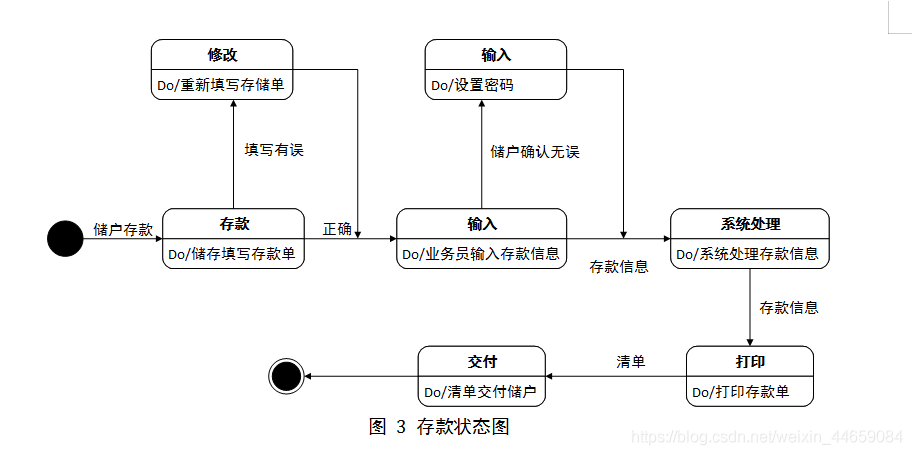 修改
Do/重新填写存储单
输入
Do/设置密码
填写有误
储户确认无误
储户存款
存款
Do/储存填写存款单
正确
输入
Do/业务员输入存款信息
存款信息
系统处理
Do/系统处理存款信息
存款信息
交付
Do/清单交付储户
清单
打印
Do/打印存款单
图 3 存款状态图
https://blog.csdn.net/weixin_44659084